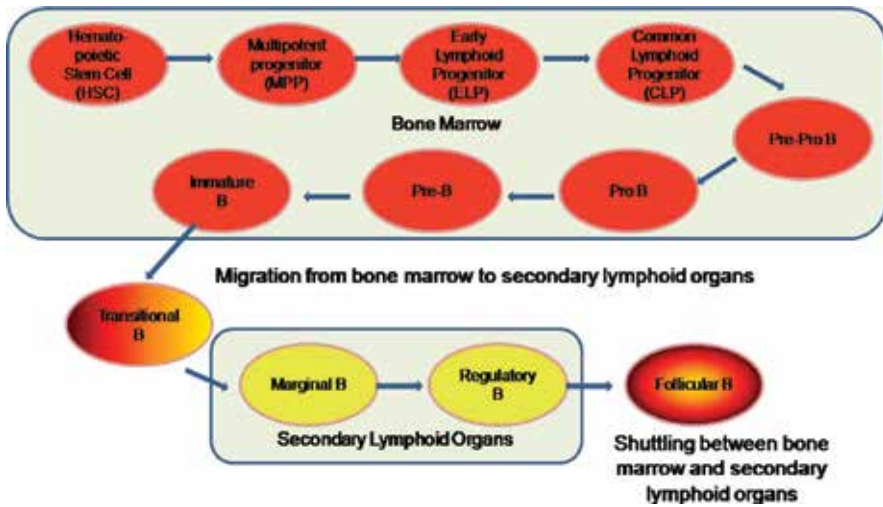 Hemato-
poietic
Stem Cell
(HSC)
Multipotent
progenitor
(MPP)
Early
Lymphoid
Progenitor
(ELP)
Common
Lymphoid
Progenitor
(CLP)
Bone Marrow
Pre-Pro B
Immature
B
Pre-B
Pro B
Migration from bone marrow to secondary lymphoid organs
Transitional
B
Marginal B
Regulatory
B
Follicular B
Secondary Lymphoid Organs
Shuttling between bone
marrow and secondary
lymphoid organs